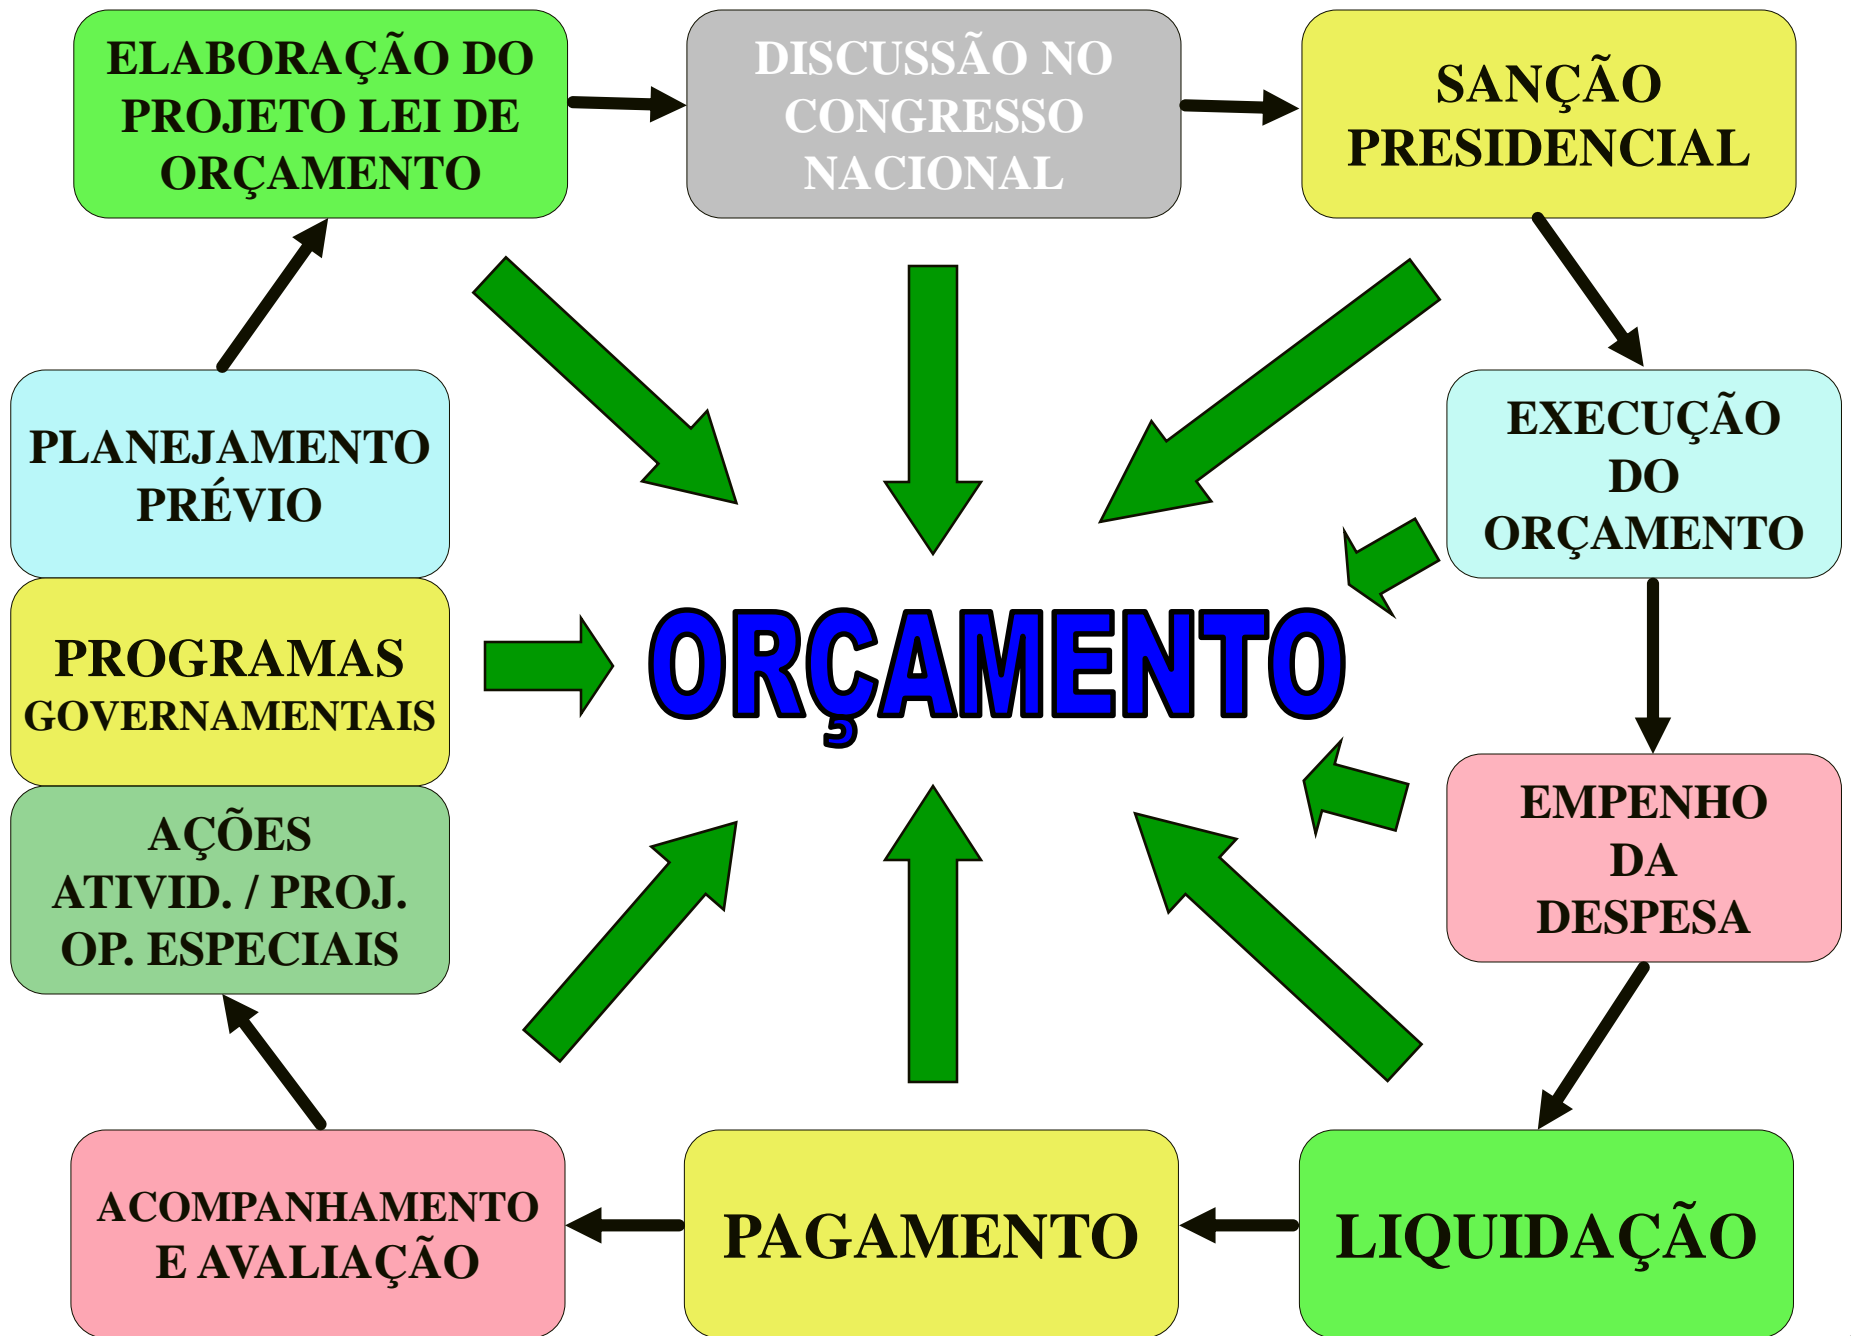 ELABORAÇÃO DO
PROJETO LEI DE
ORÇAMENTO
DISCUSSÃO NO
CONGRESSO
NACIONAL
SANÇÃO
PRESIDENCIAL
PLANEJAMENTO
PRÉVIO
EXECUÇÃO
DO
ORÇAMENTO
PROGRAMAS
GOVERNAMENTAIS
ORÇAMENTO
AÇÕES
ATIVID. / PROJ.
OP. ESPECIAIS
EMPENHO
DA
DESPESA
ACOMPANHAMENTO
E AVALIAÇÃO
PAGAMENTO
LIQUIDAÇÃO